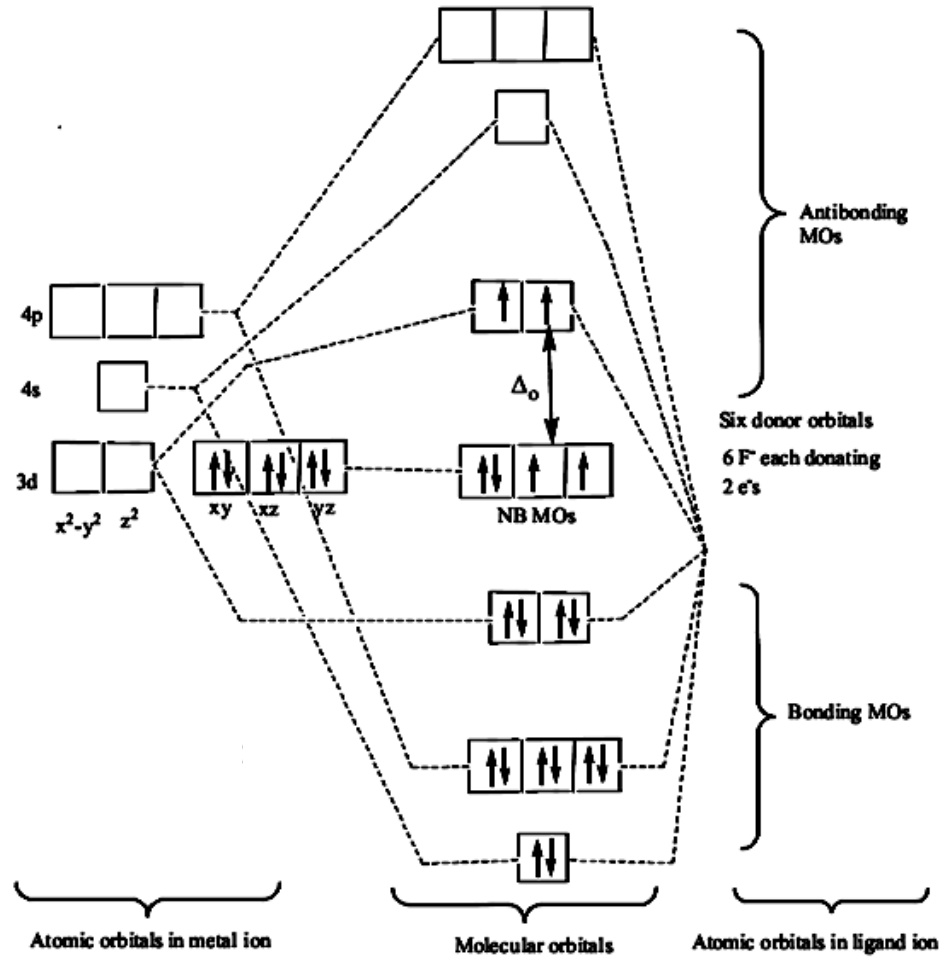 Antibonding
MOs
4p
4s
Δo
Six donor orbitals
6 F⁻ each donating
2 e⁻s
3d
x²-y² z² xy xz yz
NB MOs
Bonding MOs
Atomic orbitals in metal ion
Molecular orbitals
Atomic orbitals in ligand ion